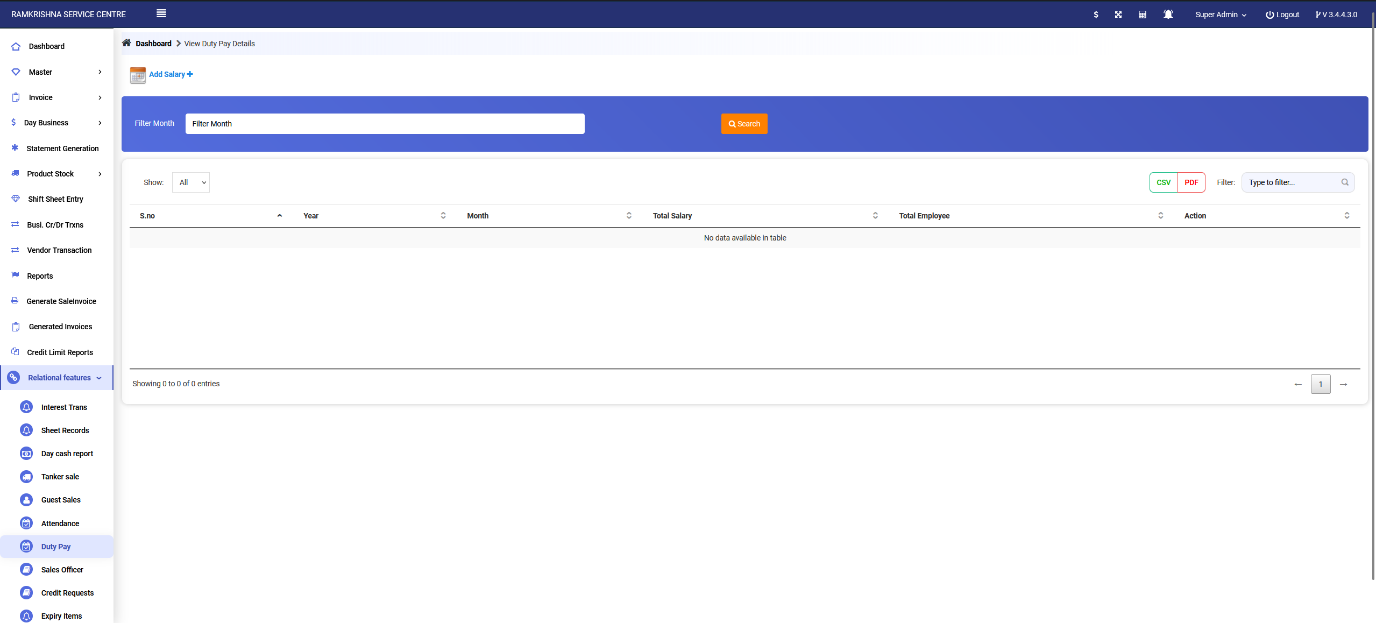 RAMKRISHNA SERVICE CENTRE
$
Super Admin
Logout
V 3.4.4.3.0
Dashboard
Master
Invoice
$ Day Business
Statement Generation
Product Stock
Shift Sheet Entry
Busi. Cr/Dr Trxns
Vendor Transaction
Reports
Generate SaleInvoice
Generated Invoices
Credit Limit Reports
Relational features
Interest Trans
Sheet Records
Day cash report
Tanker sale
Guest Sales
Attendance
Duty Pay
Sales Officer
Credit Requests
Expiry Items
Dashboard > View Duty Pay Details
Add Salary +
Filter Month
Filter Month
Search
Show: All
CSV PDF Filter: Type to filter...
S.no Year Month Total Salary Total Employee Action
No data available in table
Showing 0 to 0 of 0 entries
← 1 →